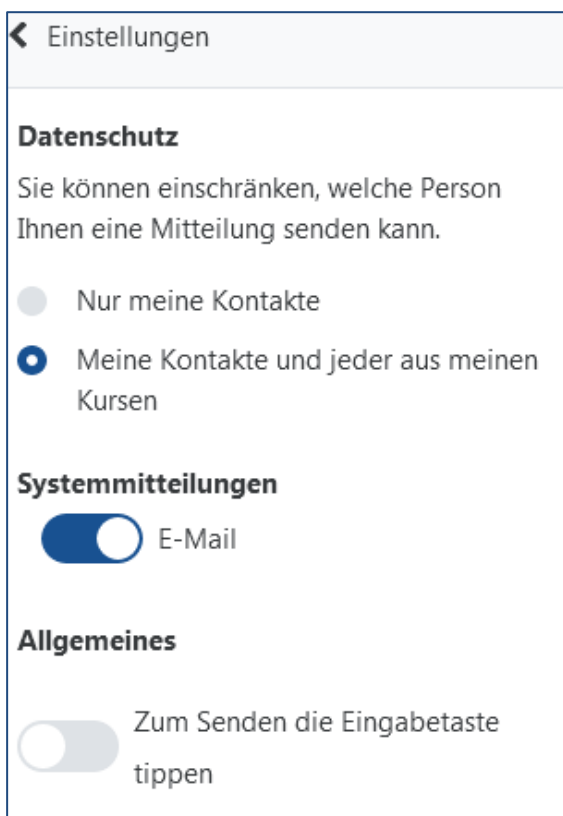 Einstellungen
Datenschutz
Sie können einschränken, welche Person
Ihnen eine Mitteilung senden kann.
Nur meine Kontakte
Meine Kontakte und jeder aus meinen
Kursen
Systemmitteilungen
E-Mail
Allgemeines
Zum Senden die Eingabetaste
tippen